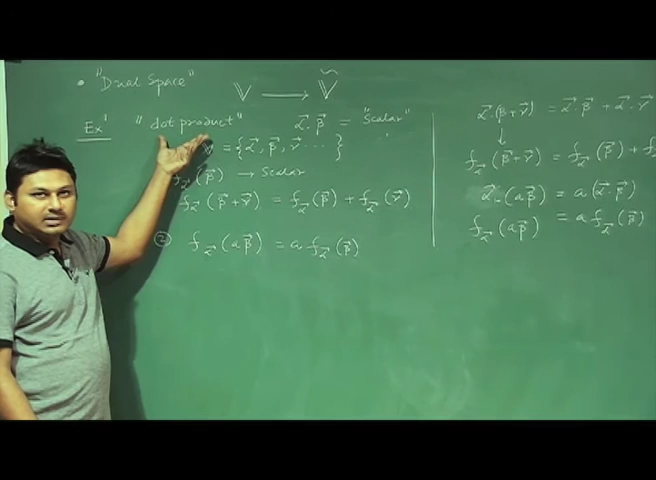 • "Dual Space" V ⟶ Ṽ
Ex' "dot product" α⃗.β⃗ = "Scalar"
V = {α⃗, β⃗, γ⃗ ... }
f_α⃗(β⃗) → Scalar
f_α⃗(β⃗+γ⃗) = f_α⃗(β⃗) + f_α⃗(γ⃗)
② f_α⃗(aβ⃗) = a f_α⃗(β⃗)
α⃗.(β⃗+γ⃗) = α⃗.β⃗ + α⃗.γ⃗
↓
f_α⃗(β⃗+γ⃗) = f_α⃗(β⃗) + f
α⃗.(aβ⃗) = a(α⃗.β⃗)
f_α⃗(aβ⃗) = a f_α⃗(β⃗)